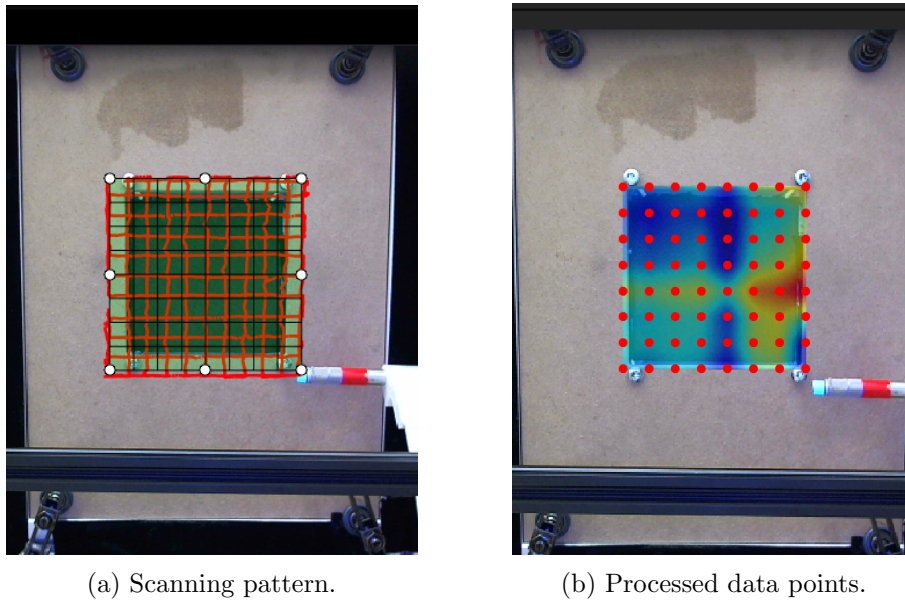 (a) Scanning pattern.
(b) Processed data points.